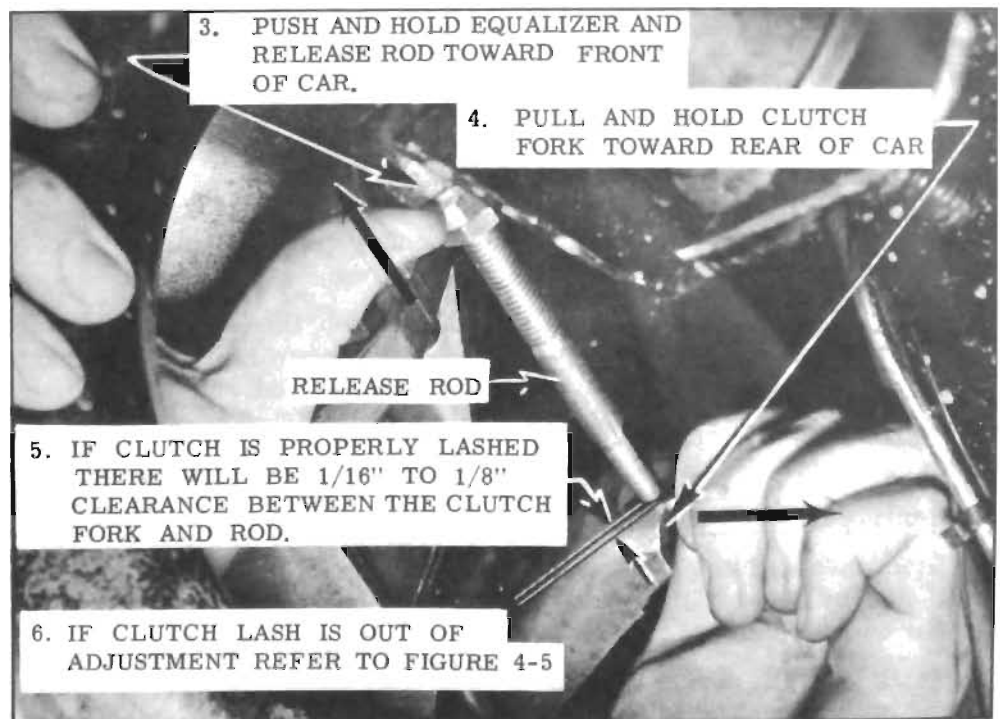 3. PUSH AND HOLD EQUALIZER AND
RELEASE ROD TOWARD FRONT
OF CAR.
4. PULL AND HOLD CLUTCH
FORK TOWARD REAR OF CAR
RELEASE ROD
5. IF CLUTCH IS PROPERLY LASHED
THERE WILL BE 1/16" TO 1/8"
CLEARANCE BETWEEN THE CLUTCH
FORK AND ROD.
6. IF CLUTCH LASH IS OUT OF
ADJUSTMENT REFER TO FIGURE 4-5